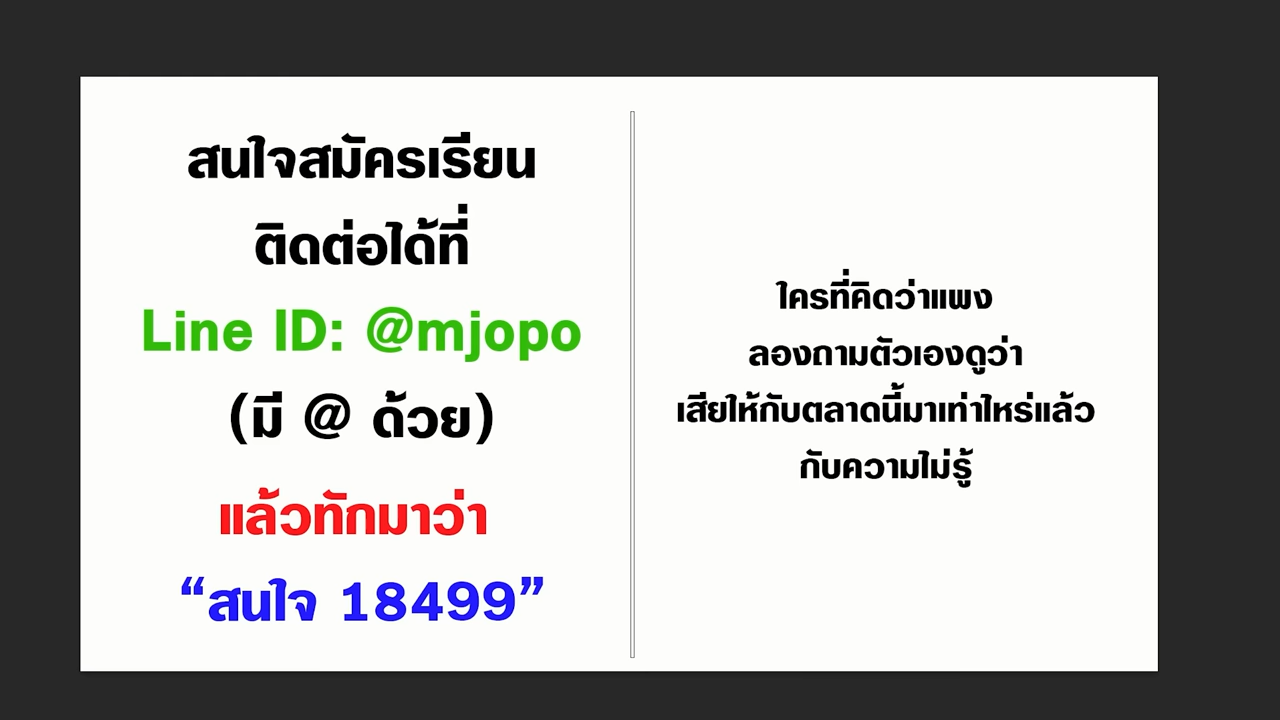 สนใจสมัครเรียน
ติดต่อได้ที่
Line ID: @mjopo
(มี @ ด้วย)
แล้วทักมาว่า
“สนใจ 18499”
ใครที่คิดว่าแพง
ลองถามตัวเองดูว่า
เสียให้กับตลาดนี้มาเท่าไหร่แล้ว
กับความไม่รู้